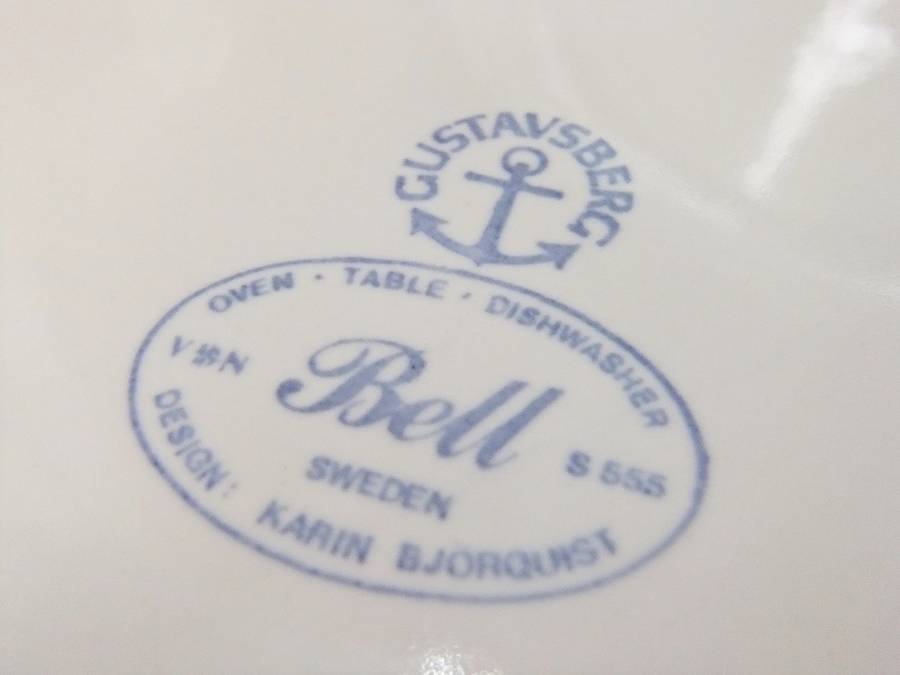 GUSTAVSBERG
OVEN · TABLE · DISHWASHER
Bell
S 555
SWEDEN
DESIGN: KARIN BJORQUIST